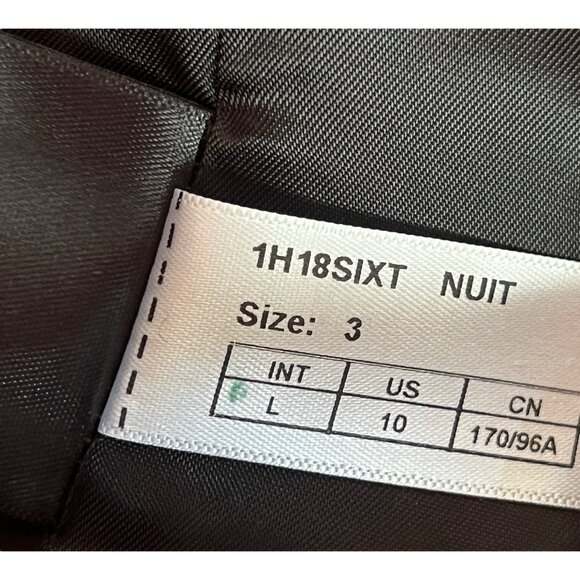 1H18SIXT NUIT
Size: 3
INT US CN
L 10 170/96A